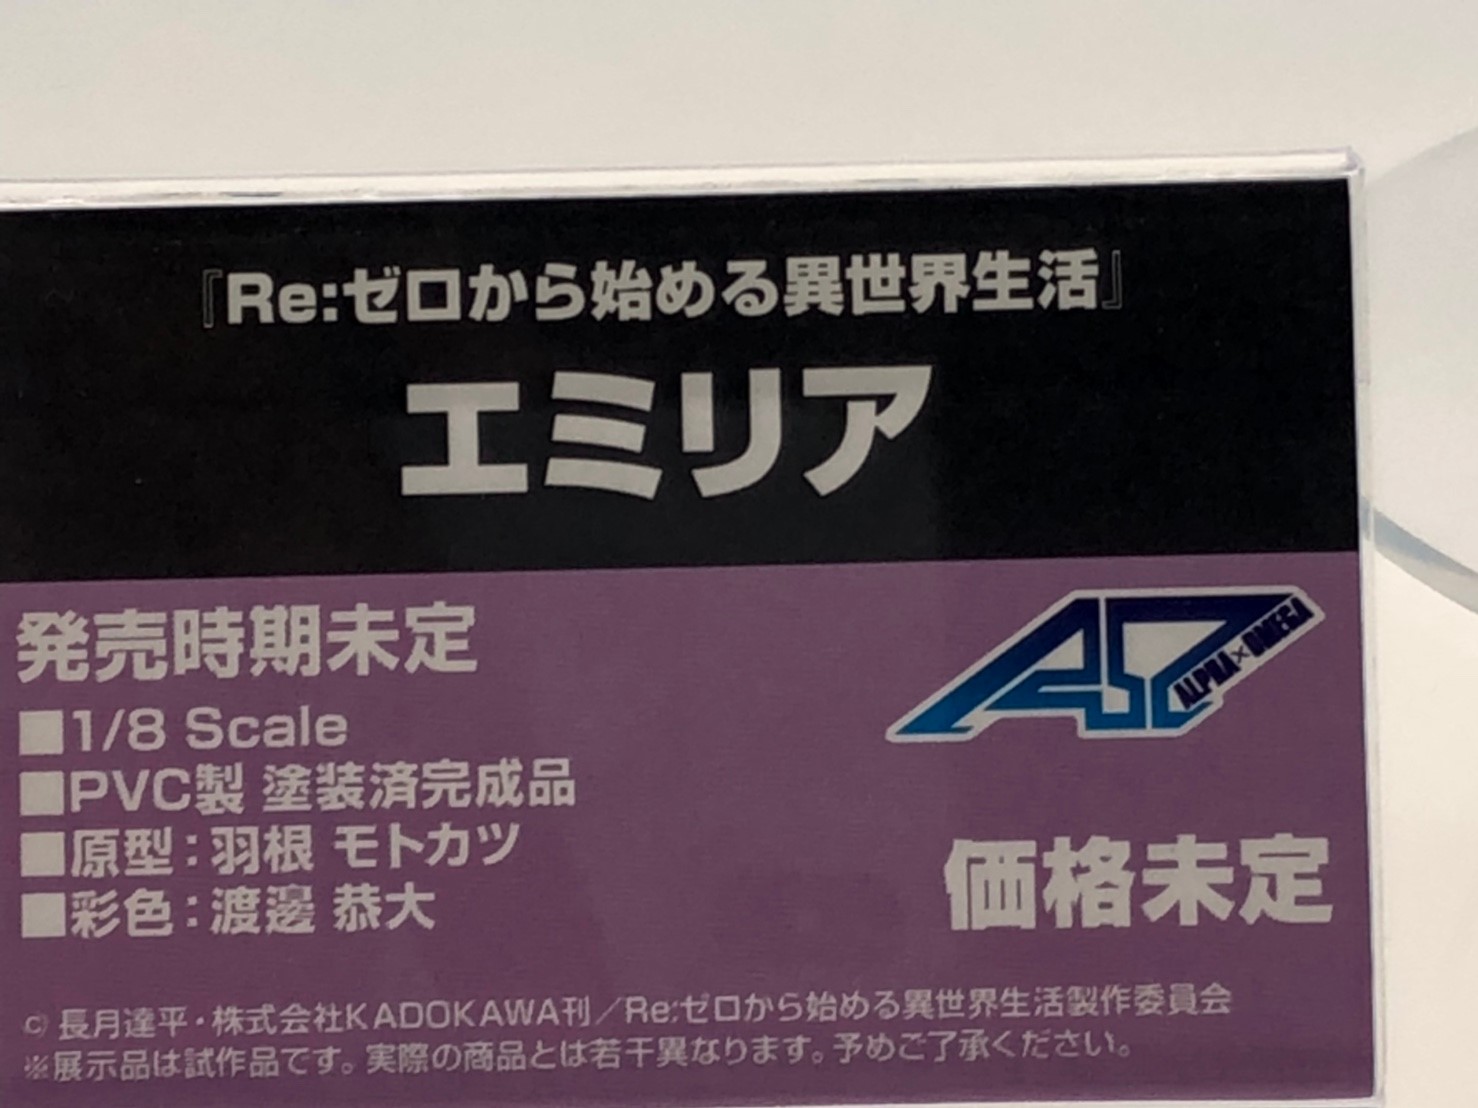 『Re:ゼロから始める異世界生活』
エミリア
発売時期未定
■1/8 Scale
■PVC製 塗装済完成品
■原型：羽根 モトカツ
■彩色：渡邊 恭大
ALPHA×OMEGA
価格未定
© 長月達平・株式会社KADOKAWA刊／Re:ゼロから始める異世界生活製作委員会
※展示品は試作品です。実際の商品とは若干異なります。予めご了承ください。